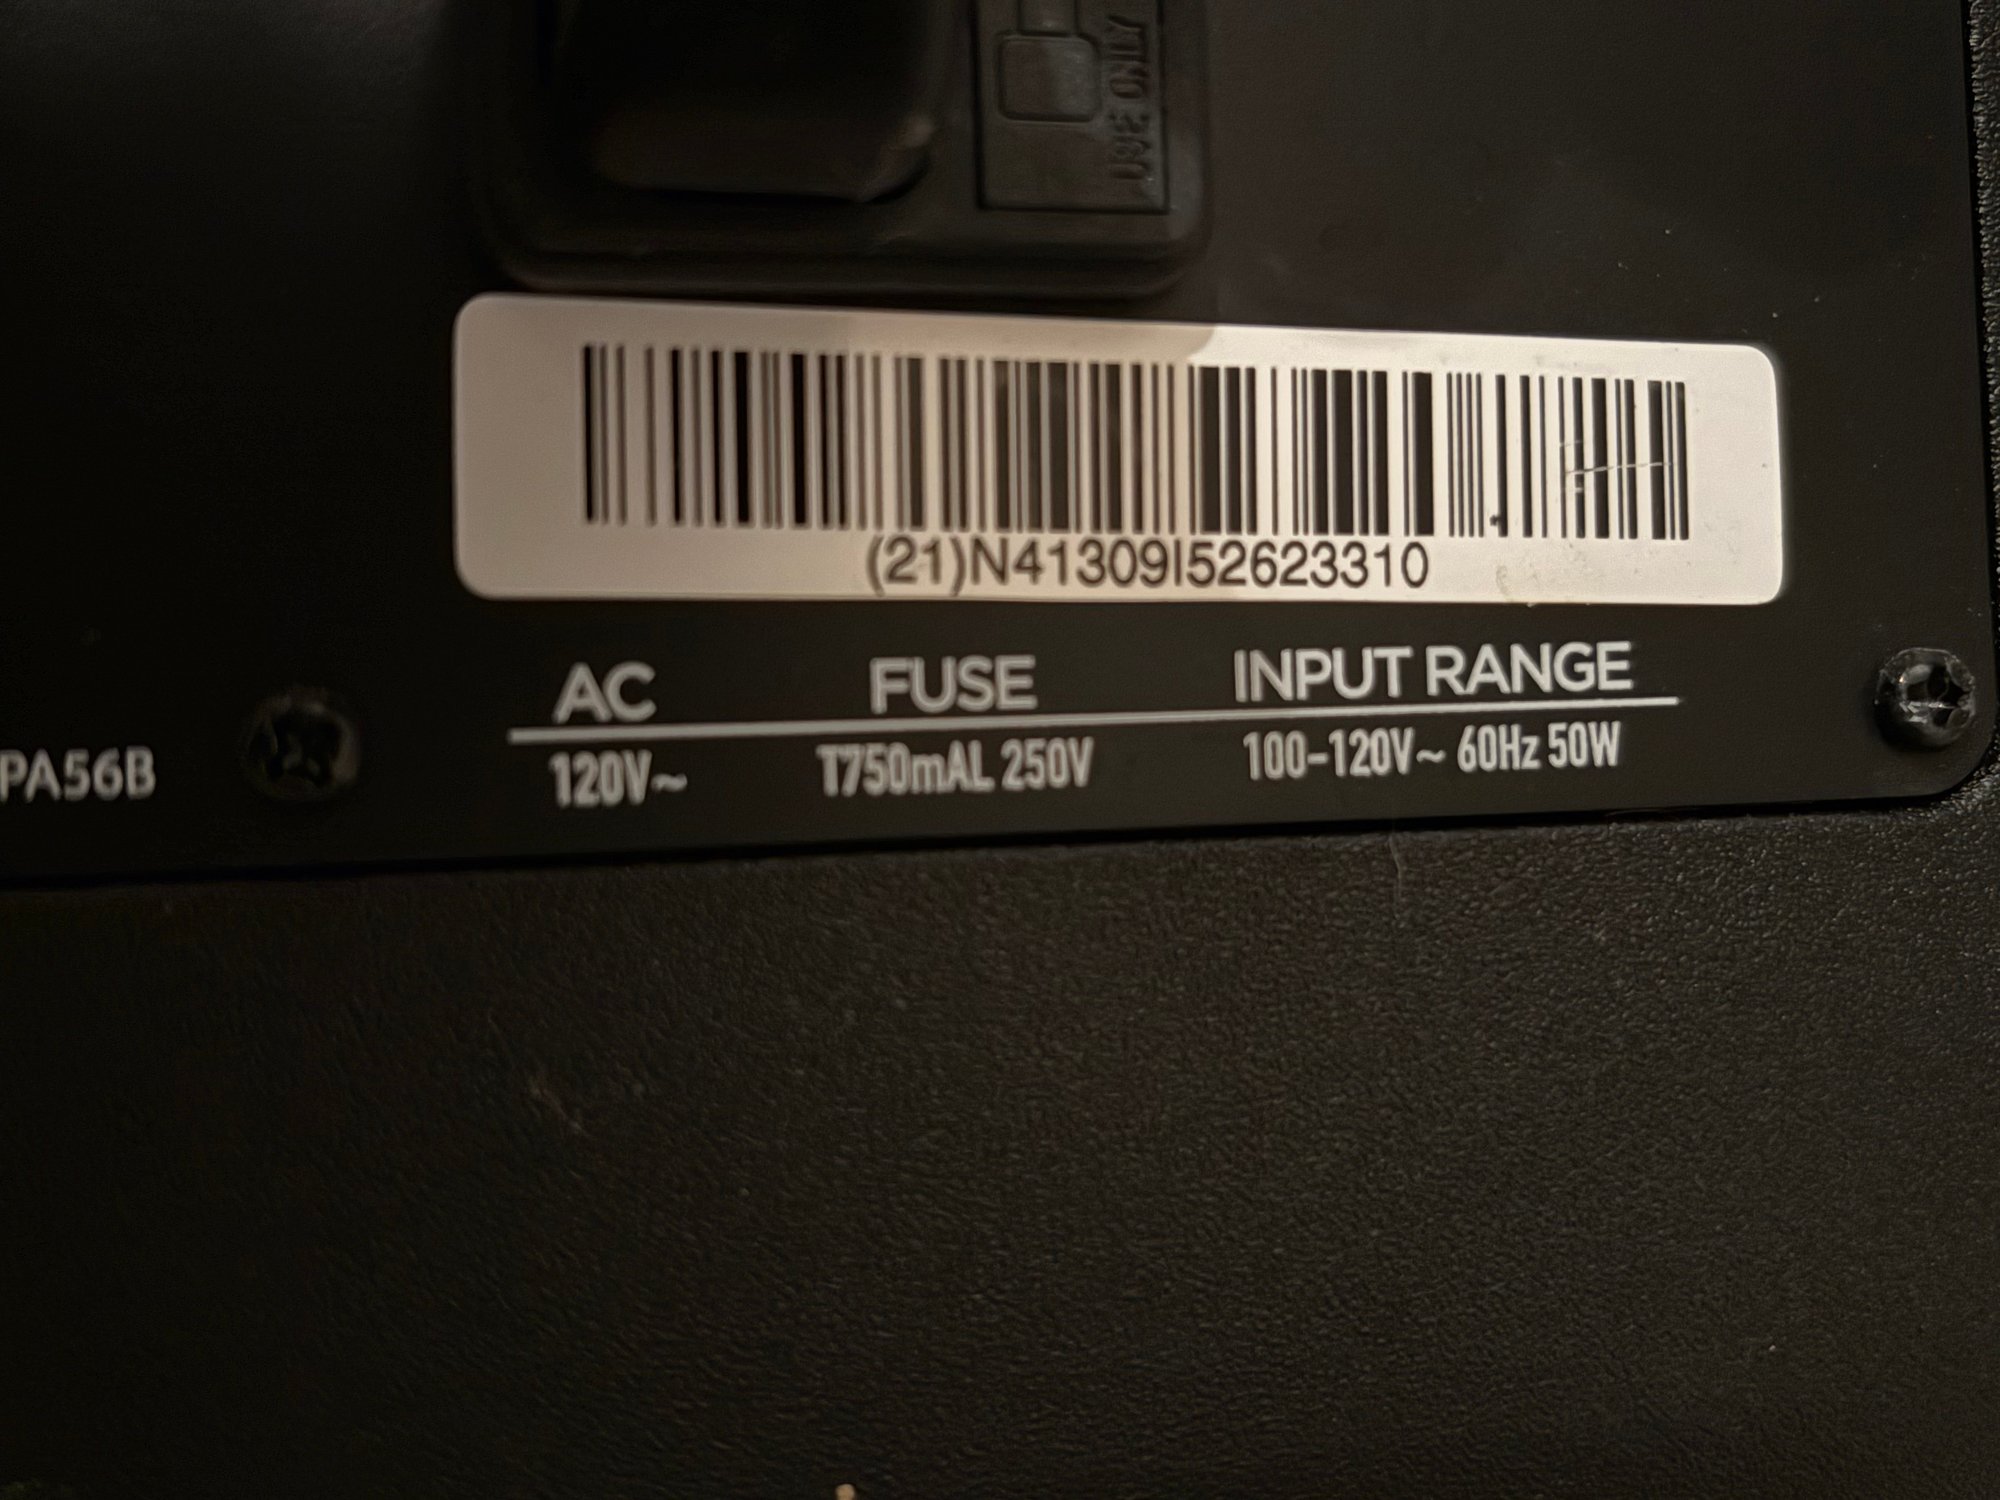 USE ONLY
(21)N41309I52623310
AC FUSE INPUT RANGE
PA56B 120V~ T750mAL 250V 100-120V~ 60Hz 50W